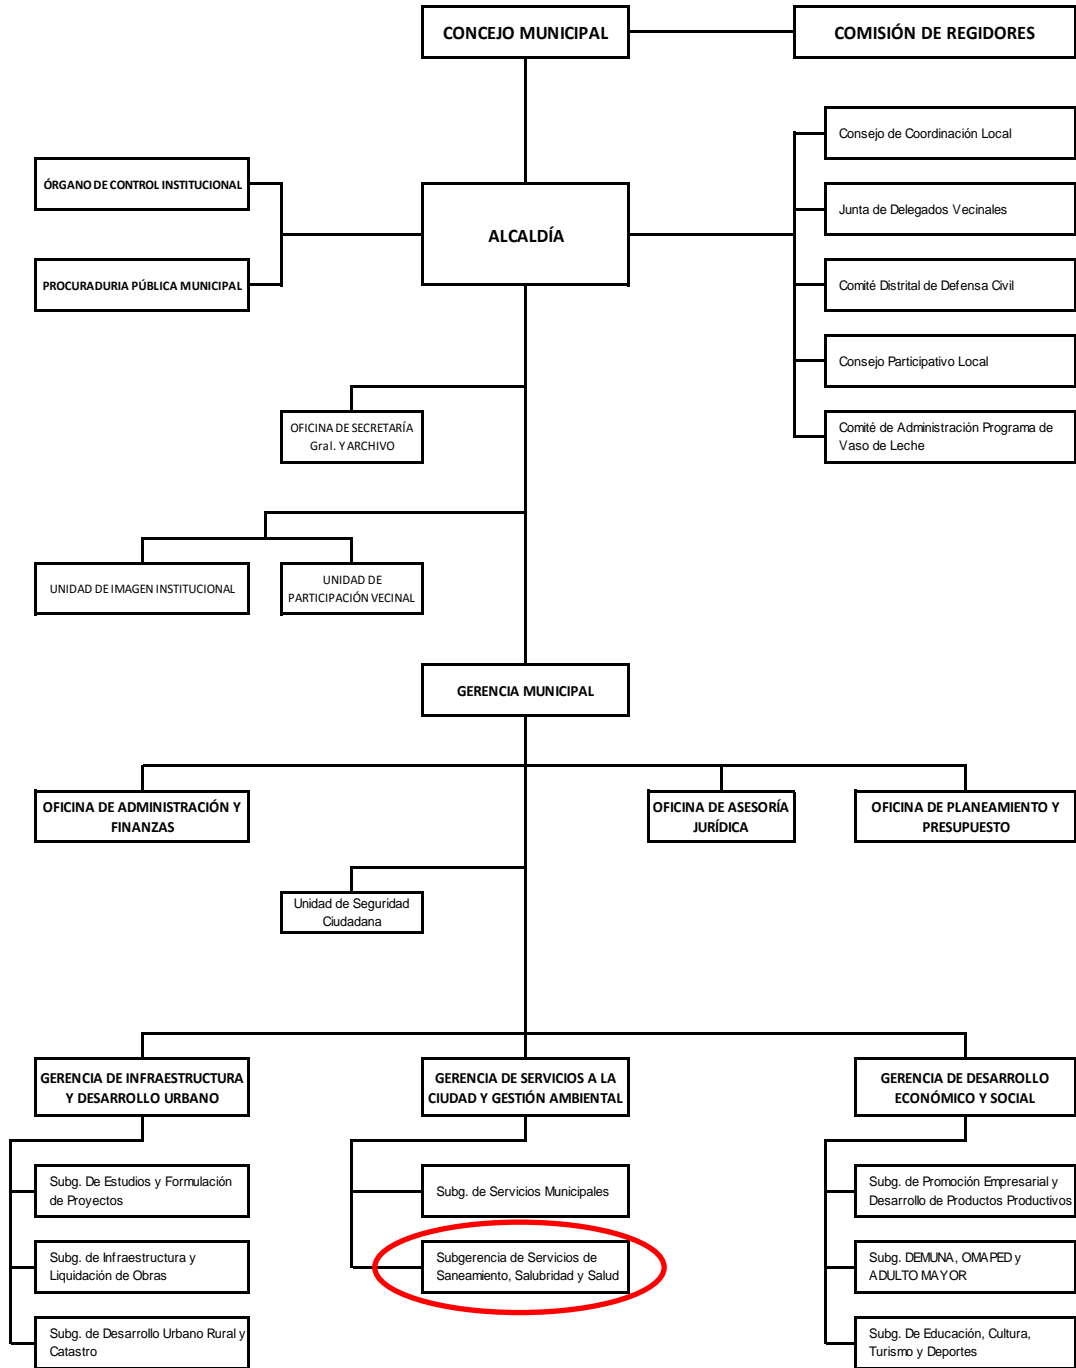 CONCEJO MUNICIPAL
COMISIÓN DE REGIDORES
Consejo de Coordinación Local
ÓRGANO DE CONTROL INSTITUCIONAL
Junta de Delegados Vecinales
ALCALDÍA
PROCURADURIA PÚBLICA MUNICIPAL
Comité Distrital de Defensa Civil
Consejo Participativo Local
OFICINA DE SECRETARÍA
Gral. Y ARCHIVO
Comité de Administración Programa de
Vaso de Leche
UNIDAD DE IMAGEN INSTITUCIONAL
UNIDAD DE
PARTICIPACIÓN VECINAL
GERENCIA MUNICIPAL
OFICINA DE ADMINISTRACIÓN Y
FINANZAS
OFICINA DE ASESORÍA
JURÍDICA
OFICINA DE PLANEAMIENTO Y
PRESUPUESTO
Unidad de Seguridad
Ciudadana
GERENCIA DE INFRAESTRUCTURA
Y DESARROLLO URBANO
GERENCIA DE SERVICIOS A LA
CIUDAD Y GESTIÓN AMBIENTAL
GERENCIA DE DESARROLLO
ECONÓMICO Y SOCIAL
Subg. De Estudios y Formulación
de Proyectos
Subg. de Servicios Municipales
Subg. de Promoción Empresarial y
Desarrollo de Productos Productivos
Subg. de Infraestructura y
Liquidación de Obras
Subgerencia de Servicios de
Saneamiento, Salubridad y Salud
Subg. DEMUNA, OMAPED y
ADULTO MAYOR
Subg. de Desarrollo Urbano Rural y
Catastro
Subg. De Educación, Cultura,
Turismo y Deportes